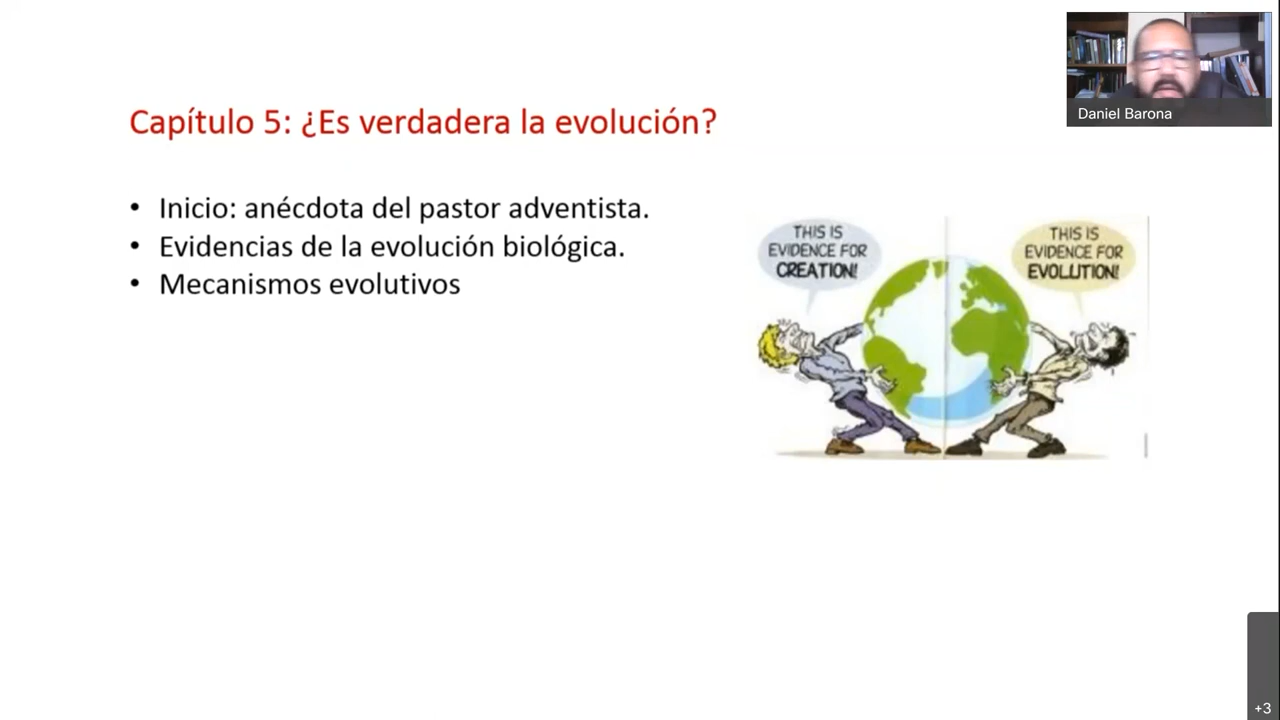 Capítulo 5: ¿Es verdadera la evolución?
• Inicio: anécdota del pastor adventista.
• Evidencias de la evolución biológica.
• Mecanismos evolutivos
THIS IS
EVIDENCE FOR
CREATION!
THIS IS
EVIDENCE FOR
EVOLUTION!
Daniel Barona
+3